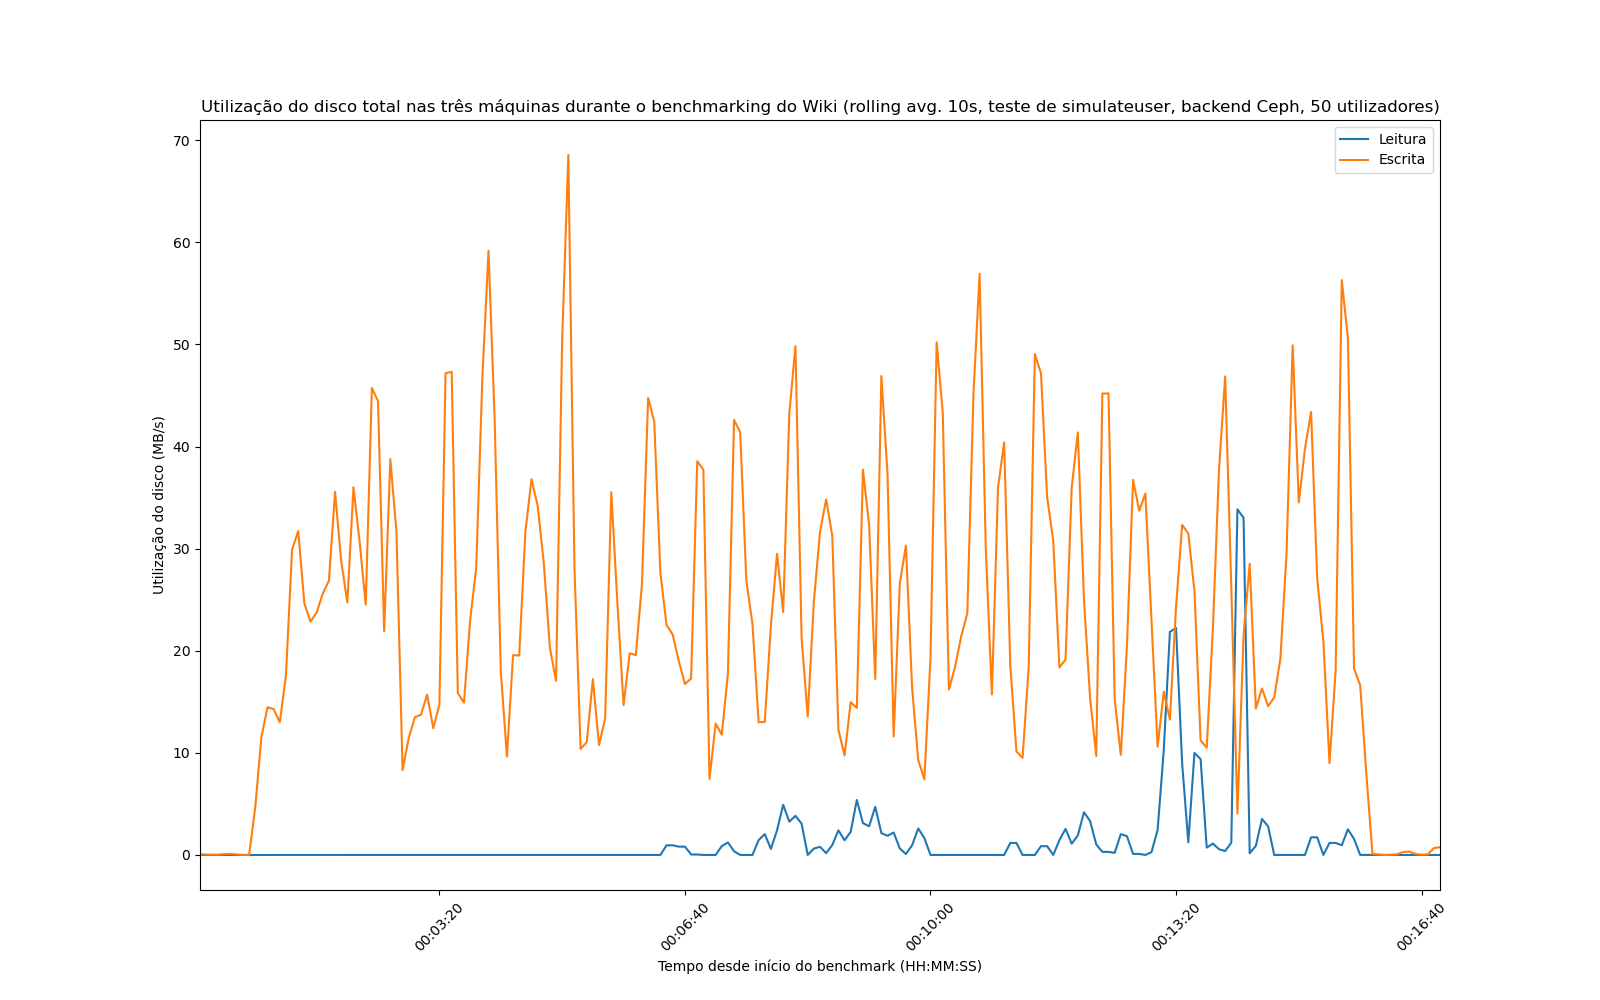 Utilização do disco total nas três máquinas durante o benchmarking do Wiki (rolling avg. 10s, teste de simulateuser, backend Ceph, 50 utilizadores)
Leitura
Escrita
70
60
50
40
30
20
10
0
Utilização do disco (MB/s)
00:03:20
00:06:40
00:10:00
00:13:20
00:16:40
Tempo desde início do benchmark (HH:MM:SS)